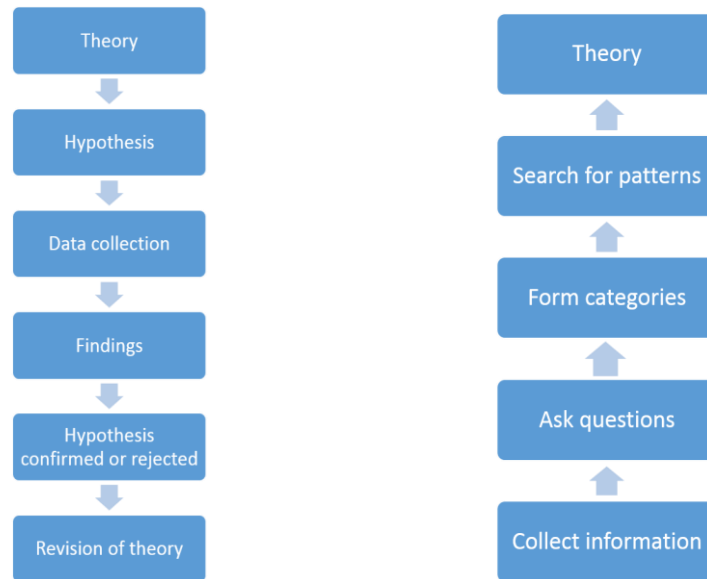 Theory
Hypothesis
Data collection
Findings
Hypothesis
confirmed or rejected
Revision of theory
Theory
Search for patterns
Form categories
Ask questions
Collect information